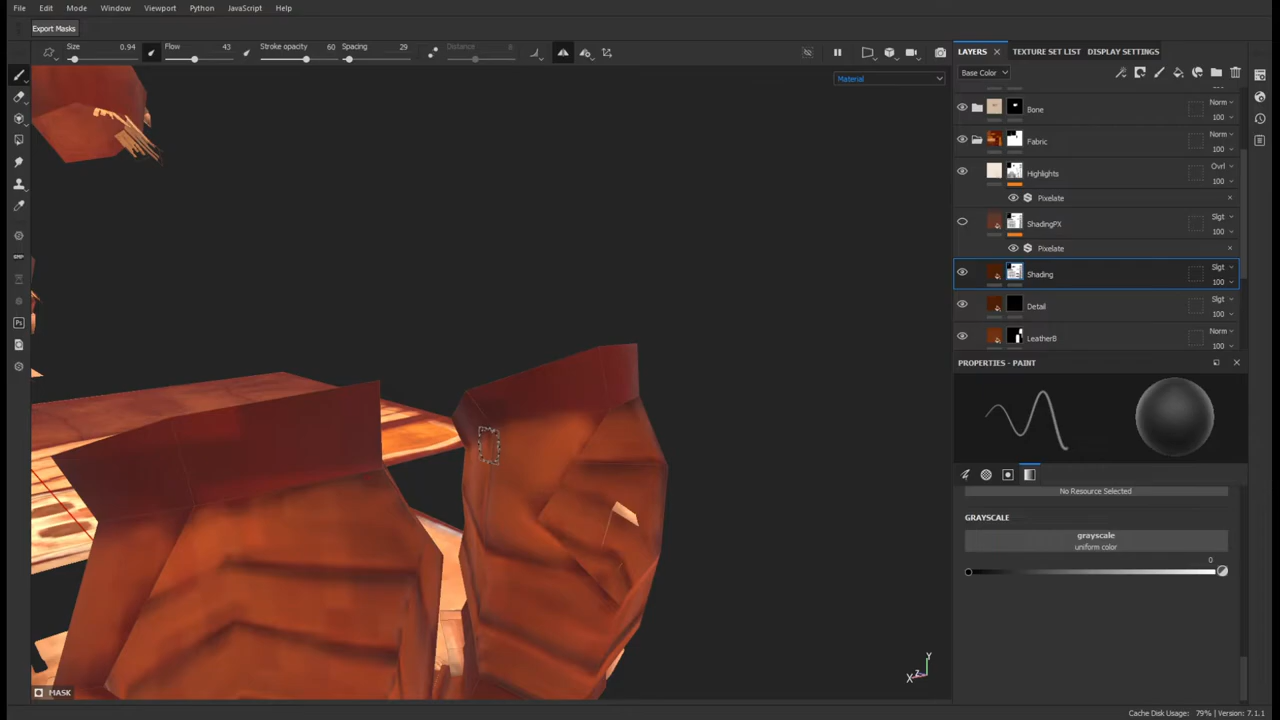 File Edit Mode Window Viewport Python JavaScript Help
Export Masks
Size 0.94 Flow 43 Stroke opacity 60 Spacing 29 Distance 8
Material
LAYERS TEXTURE SET LIST DISPLAY SETTINGS
Base Color
Bone Norm 100
Fabric Norm 100
Highlights Ovrl 100
Pixelate
ShadingPX Slgt 100
Pixelate
Shading Slgt 100
Detail Slgt 100
LeatherB Norm 100
PROPERTIES - PAINT
No Resource Selected
GRAYSCALE
grayscale
uniform color
0
Y
X Z
MASK
Cache Disk Usage: 79% | Version: 7.1.1